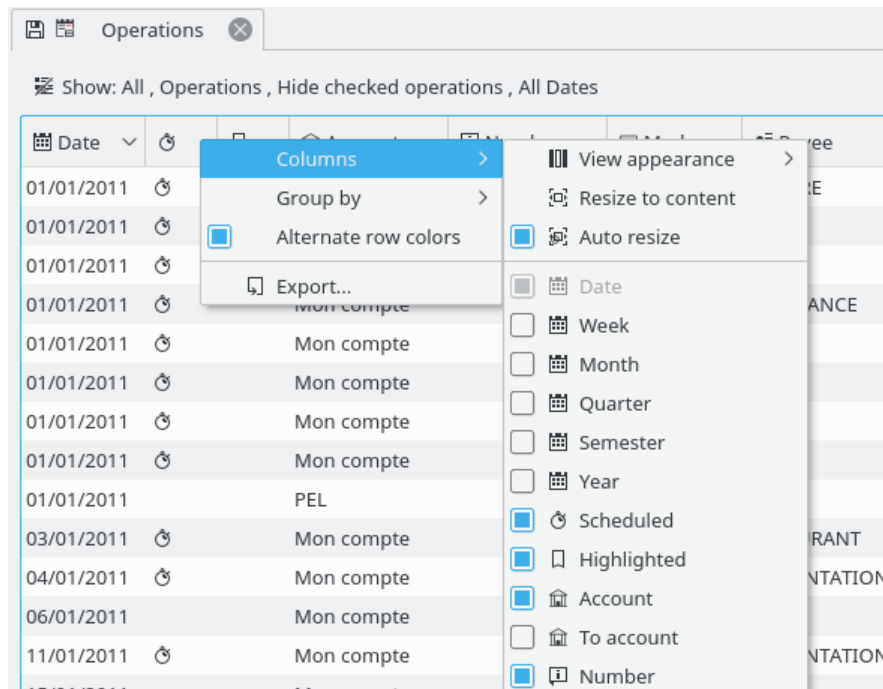 Operations
Show: All , Operations , Hide checked operations , All Dates
Date
Columns
View appearance
01/01/2011
Group by
Resize to content
01/01/2011
Alternate row colors
Auto resize
01/01/2011
Export...
Date
01/01/2011
Mon compte
Week
01/01/2011
Mon compte
Month
01/01/2011
Mon compte
Quarter
01/01/2011
Mon compte
Semester
01/01/2011
Mon compte
Year
01/01/2011
PEL
Scheduled
03/01/2011
Mon compte
Highlighted
04/01/2011
Mon compte
Account
06/01/2011
Mon compte
To account
11/01/2011
Mon compte
Number